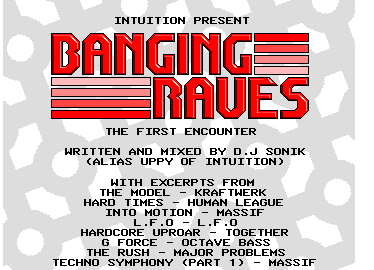 INTUITION PRESENT
BANGING
RAVES
THE FIRST ENCOUNTER
WRITTEN AND MIXED BY D.J SONIK
(ALIAS UPPY OF INTUITION)
WITH EXCERPTS FROM
THE MODEL - KRAFTWERK
HARD TIMES - HUMAN LEAGUE
INTO MOTION - MASSIF
L.F.O - L.F.O
HARDCORE UPROAR - TOGETHER
G FORCE - OCTAVE BASS
THE RUSH - MAJOR PROBLEMS
TECHNO SYMPHONY (PART 1) - MASSIF